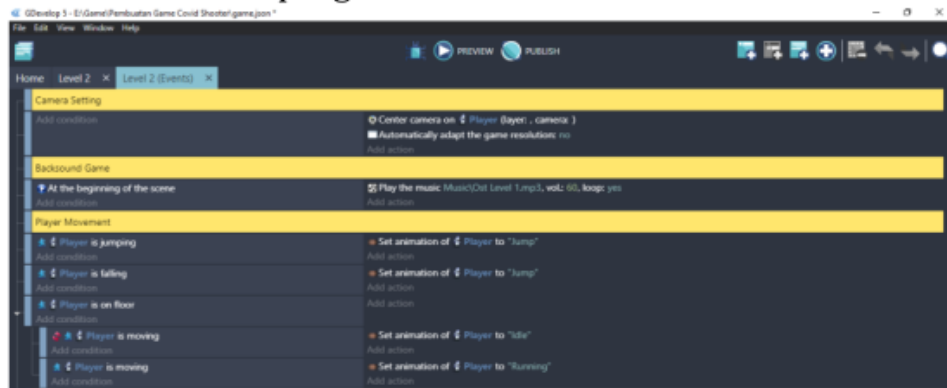 GDevelop 5 - E:\Game\Pembuatan Game Covid Shooter\game.json *
File Edit View Window Help
PREVIEW PUBLISH
Home Level 2 × Level 2 (Events) ×
Camera Setting
Add condition
Center camera on Player (layer: , camera: )
Automatically adapt the game resolution: no
Add action
Backsound Game
At the beginning of the scene
Add condition
Play the music Music\Ost Level 1.mp3, vol.: 60, loop: yes
Add action
Player Movement
Player is jumping
Add condition
Set animation of Player to "Jump"
Add action
Player is falling
Add condition
Set animation of Player to "Jump"
Add action
Player is on floor
Add condition
Add action
Player is moving
Add condition
Set animation of Player to "Idle"
Add action
Player is moving
Add condition
Set animation of Player to "Running"
Add action